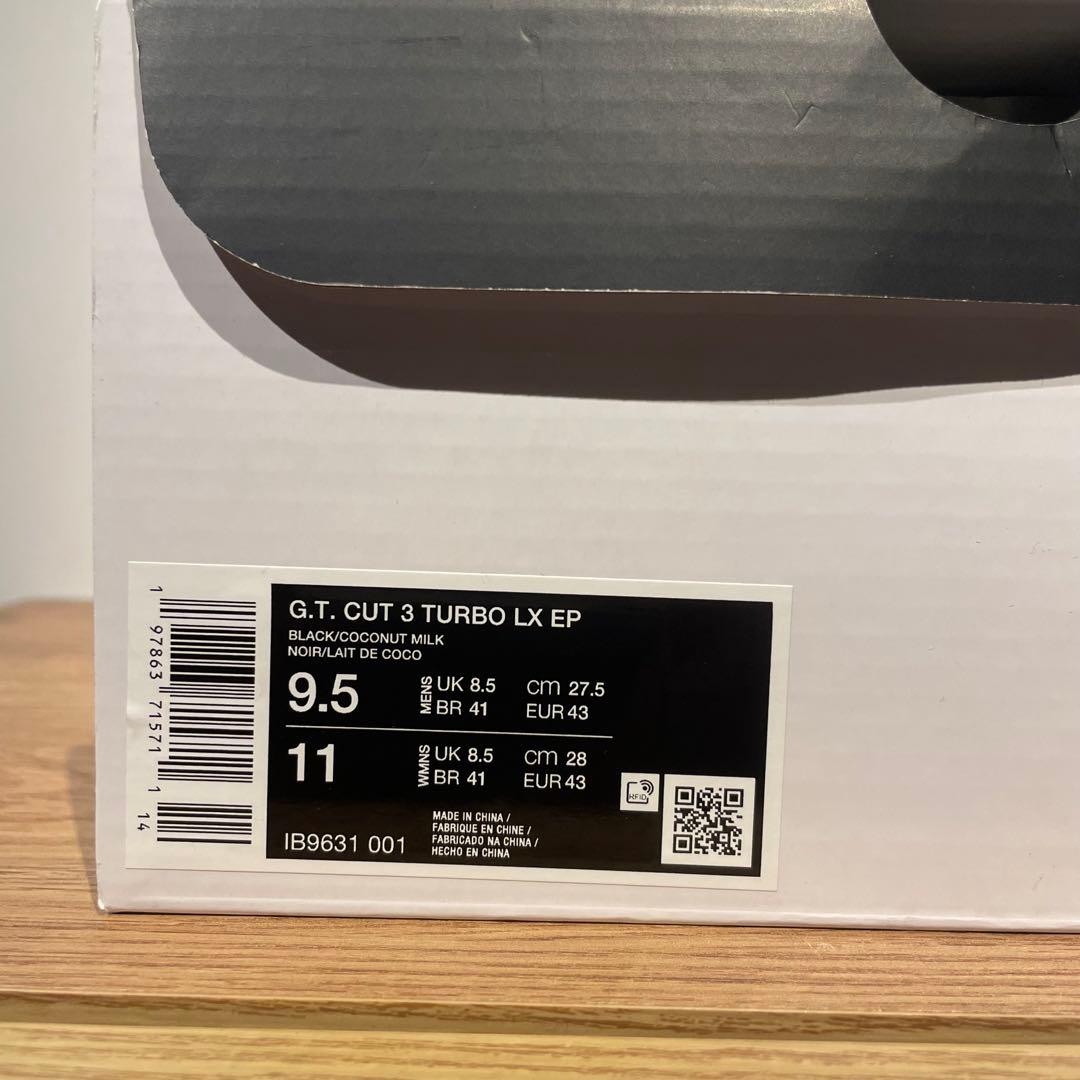 G.T. CUT 3 TURBO LX EP
BLACK/COCONUT MILK
NOIR/LAIT DE COCO
9.5 MENS UK 8.5 cm 27.5
BR 41 EUR 43
11 WMNS UK 8.5 cm 28
BR 41 EUR 43
IB9631 001
MADE IN CHINA /
FABRIQUE EN CHINE /
FABRICADO NA CHINA /
HECHO EN CHINA
RFID
1 97863 71571 1 14